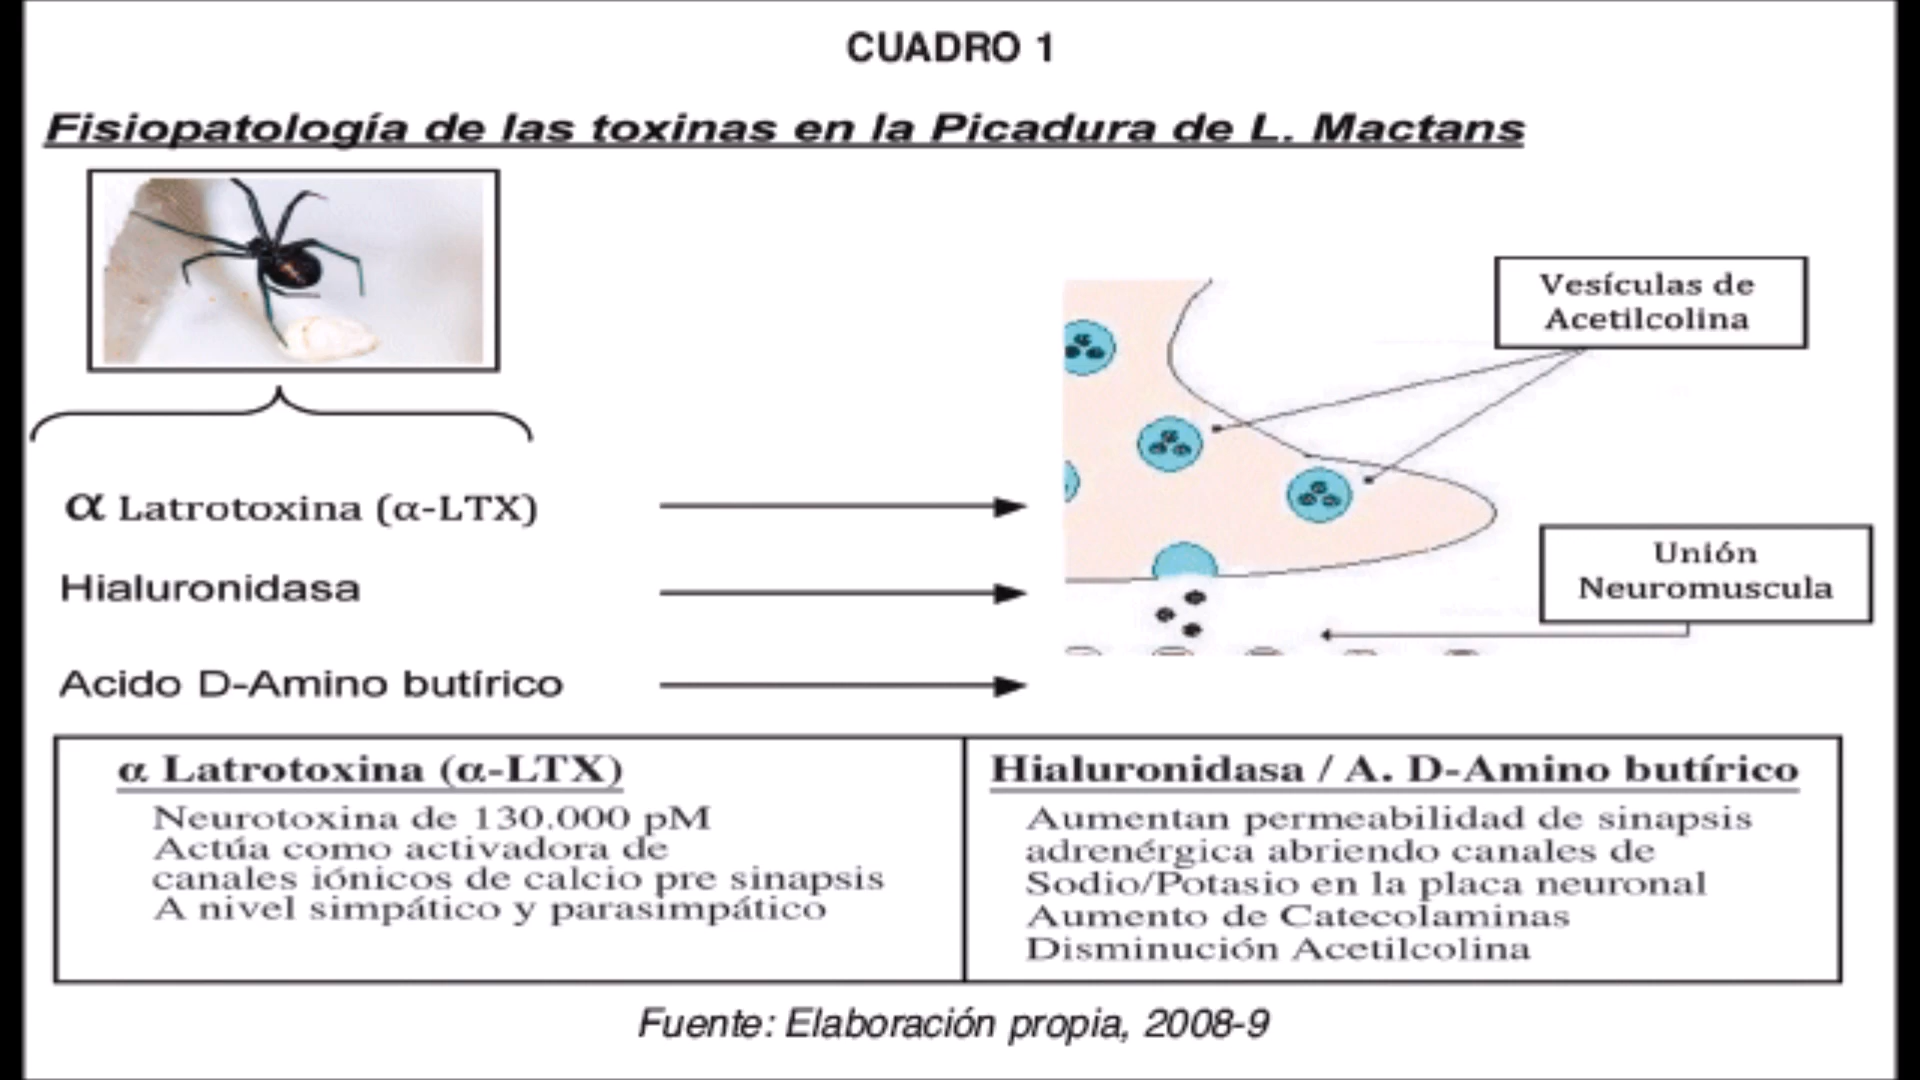 CUADRO 1
Fisiopatología de las toxinas en la Picadura de L. Mactans
Vesículas de
Acetilcolina
α Latrotoxina (α-LTX)
Unión
Neuromuscula
Hialuronidasa
Acido D-Amino butírico
α Latrotoxina (α-LTX)
Neurotoxina de 130.000 pM
Actúa como activadora de
canales iónicos de calcio pre sinapsis
A nivel simpático y parasimpático
Hialuronidasa / A. D-Amino butírico
Aumentan permeabilidad de sinapsis
adrenérgica abriendo canales de
Sodio/Potasio en la placa neuronal
Aumento de Catecolaminas
Disminución Acetilcolina
Fuente: Elaboración propia, 2008-9